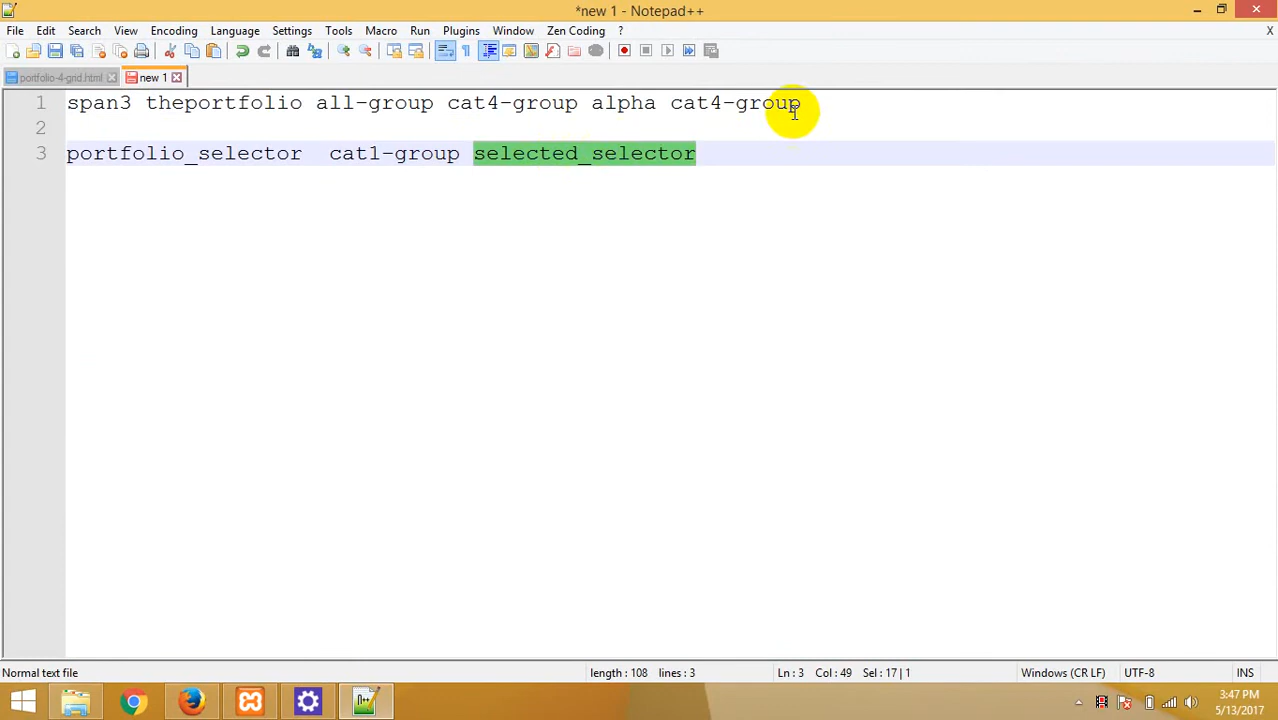 *new 1 - Notepad++
File Edit Search View Encoding Language Settings Tools Macro Run Plugins Window Zen Coding ? X
portfolio-4-grid.html new 1
1 span3 theportfolio all-group cat4-group alpha cat4-group
2
3 portfolio_selector  cat1-group selected_selector
Normal text file length : 108 lines : 3 Ln : 3 Col : 49 Sel : 17 | 1 Windows (CR LF) UTF-8 INS
3:47 PM
5/13/2017